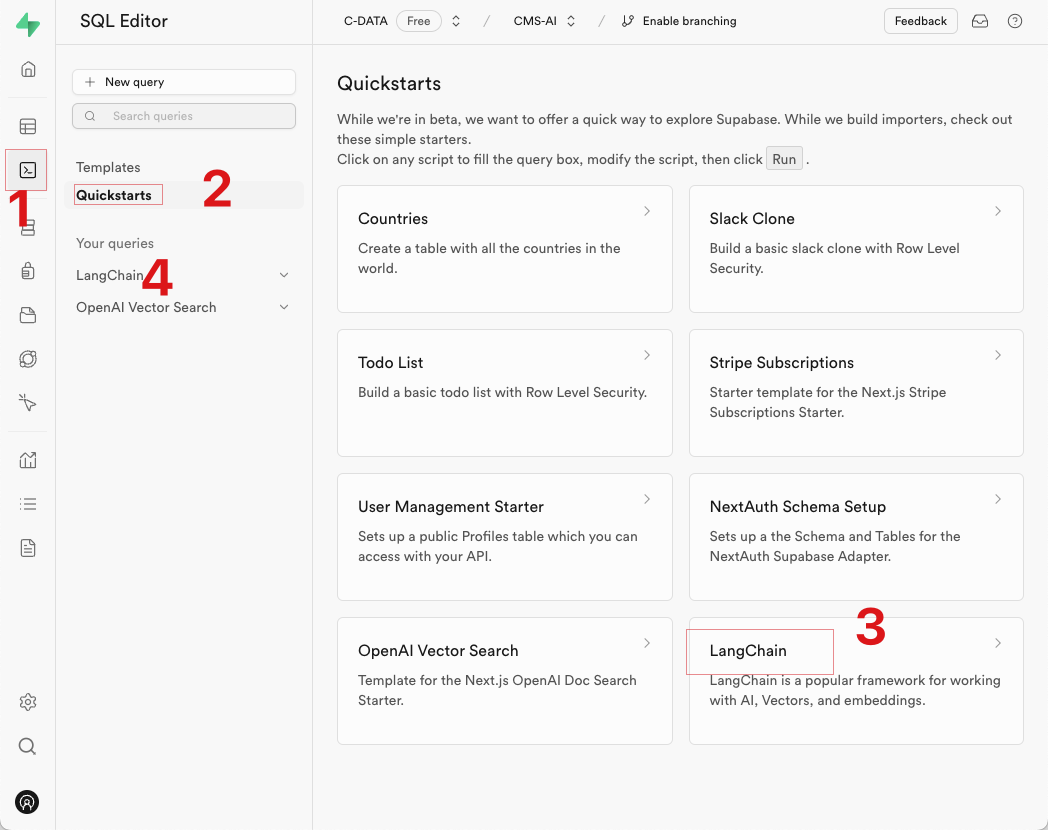 SQL Editor
C-DATA Free / CMS-AI / Enable branching
Feedback
New query
Search queries
Templates
Quickstarts
Your queries
LangChain
OpenAI Vector Search
1
2
4
Quickstarts
While we're in beta, we want to offer a quick way to explore Supabase. While we build importers, check out
these simple starters.
Click on any script to fill the query box, modify the script, then click Run .
Countries
Create a table with all the countries in the
world.
Slack Clone
Build a basic slack clone with Row Level
Security.
Todo List
Build a basic todo list with Row Level Security.
Stripe Subscriptions
Starter template for the Next.js Stripe
Subscriptions Starter.
User Management Starter
Sets up a public Profiles table which you can
access with your API.
NextAuth Schema Setup
Sets up a the Schema and Tables for the
NextAuth Supabase Adapter.
OpenAI Vector Search
Template for the Next.js OpenAI Doc Search
Starter.
3
LangChain
LangChain is a popular framework for working
with AI, Vectors, and embeddings.